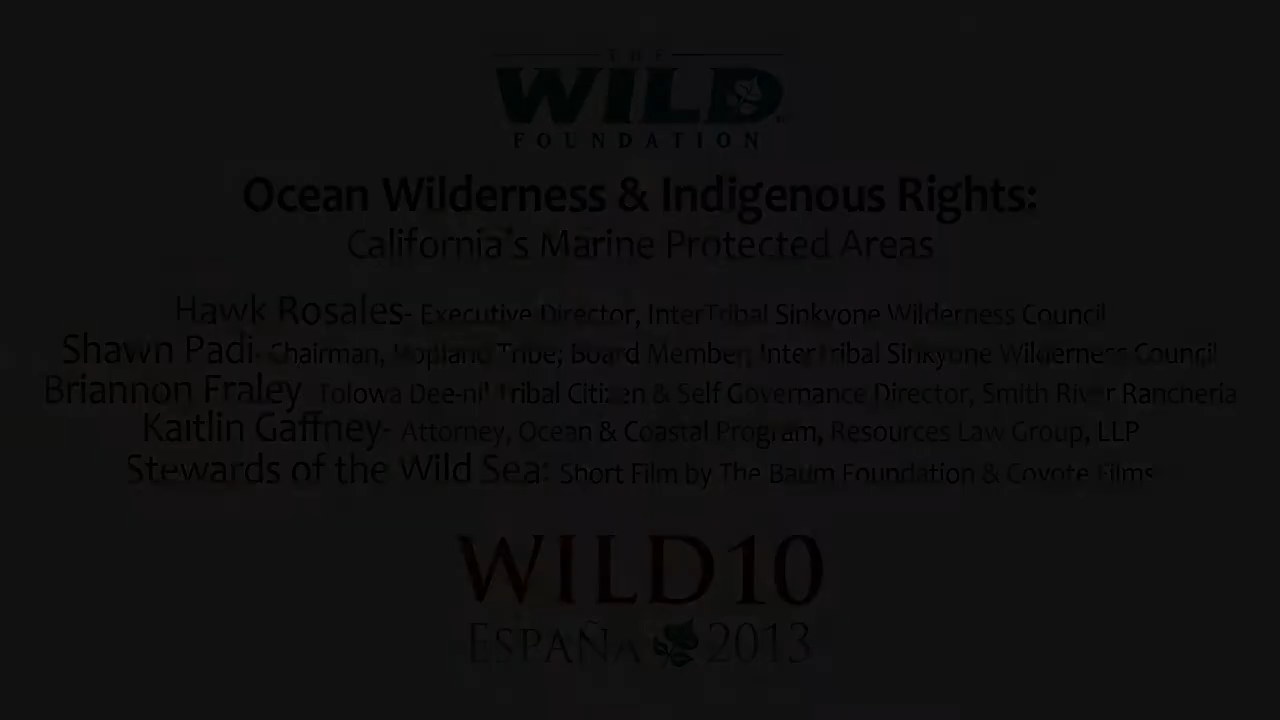 THE
WILD
FOUNDATION
Ocean Wilderness & Indigenous Rights:
California's Marine Protected Areas
Hawk Rosales- Executive Director, InterTribal Sinkyone Wilderness Council
Shawn Padi- Chairman, Hopland Tribe; Board Member, InterTribal Sinkyone Wilderness Council
Briannon Fraley Tolowa Dee-ni' Tribal Citizen & Self Governance Director, Smith River Rancheria
Kaitlin Gaffney- Attorney, Ocean & Coastal Program, Resources Law Group, LLP
Stewards of the Wild Sea: Short Film by The Baum Foundation & Coyote Films
WILD10
ESPAÑA 2013